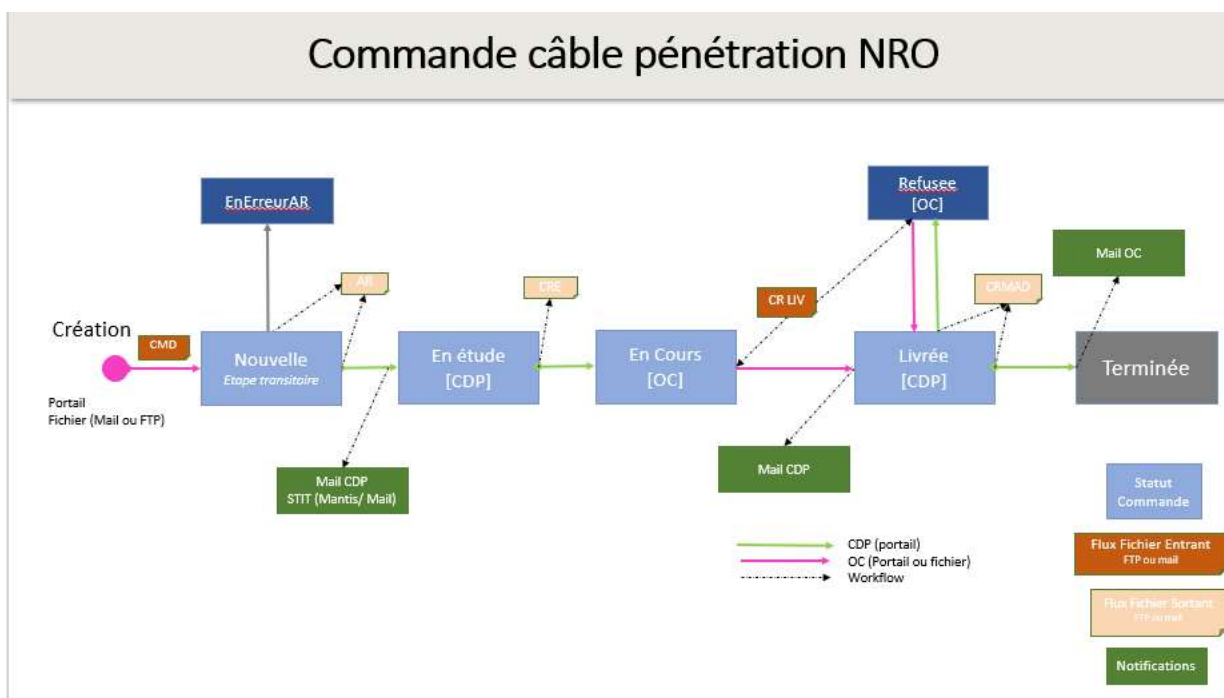 Commande câble pénétration NRO
EnErreurAR
Refusee
[OC]
Mail OC
AR
CRE
CR LIV
CRMAD
Création
CMD
Nouvelle
Etape transitoire
En étude
[CDP]
En Cours
[OC]
Livrée
[CDP]
Terminée
Portail
Fichier (Mail ou FTP)
Mail CDP
STIT (Mantis/ Mail)
Mail CDP
Statut
Commande
CDP (portail)
OC (Portail ou fichier)
Workflow
Flux Fichier Entrant
FTP ou mail
Flux Fichier Sortant
FTP ou mail
Notifications